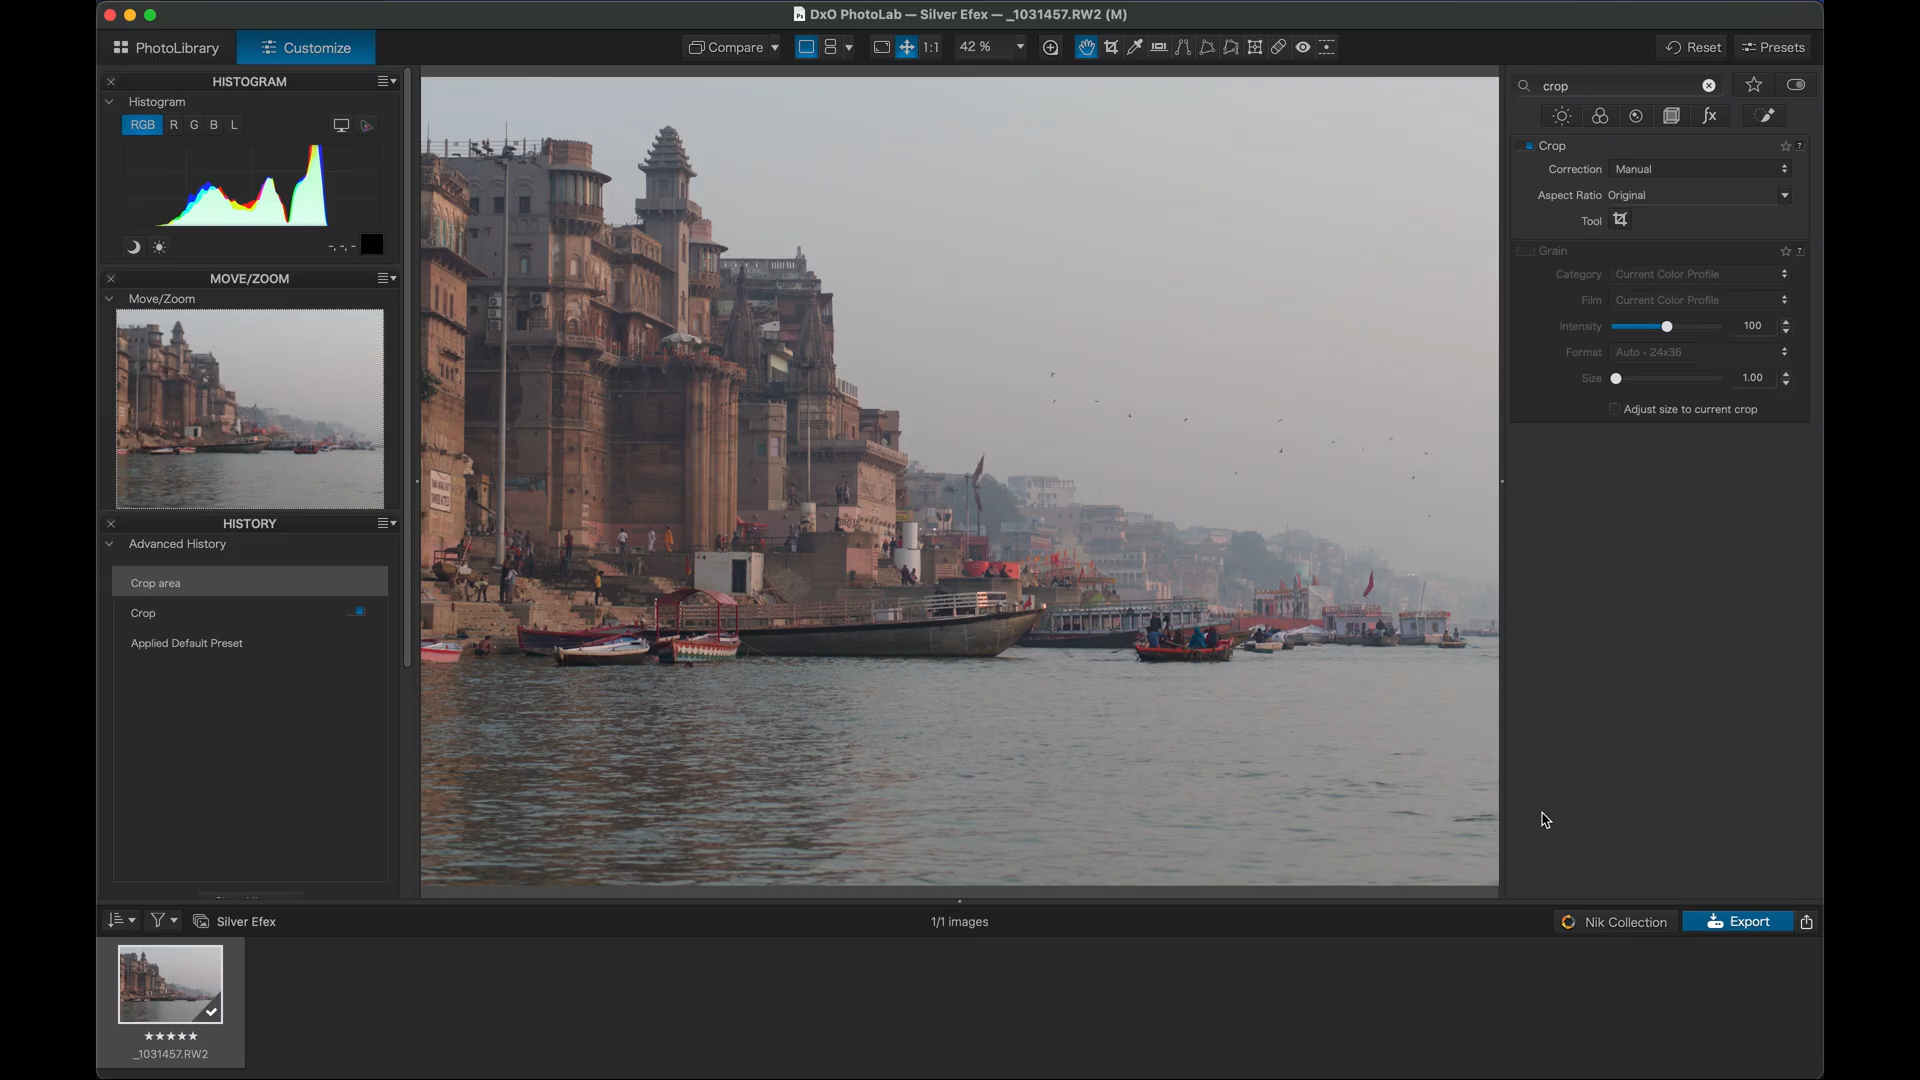 DxO PhotoLab — Silver Efex — _1031457.RW2 (M)
PhotoLibrary
Customize
Compare
1:1
42 %
Reset
Presets
HISTOGRAM
Histogram
RGB R G B L
MOVE/ZOOM
Move/Zoom
HISTORY
Advanced History
Crop area
Crop
Applied Default Preset
crop
fx
Crop
Correction Manual
Aspect Ratio Original
Tool
Grain
Category Current Color Profile
Film Current Color Profile
Intensity 100
Format Auto - 24x36
Size 1.00
Adjust size to current crop
Silver Efex
1/1 images
Nik Collection
Export
_1031457.RW2